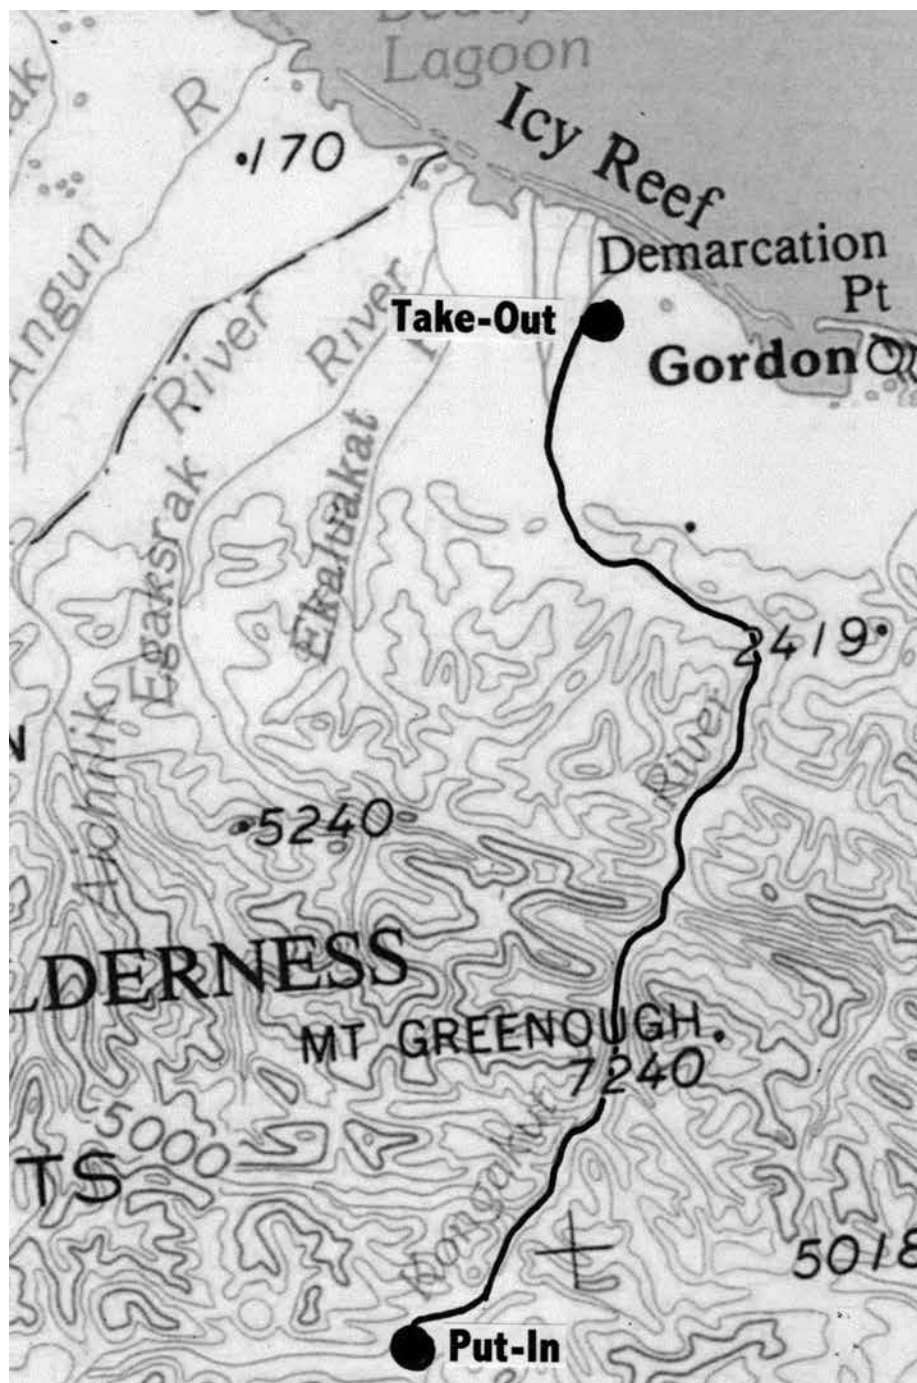 Lagoon
Icy Reef
R
170
Angun
Demarcation
Pt
River
River
Take-Out
Gordon
Egaksrak
Ekaluakat
2419
River
N
Aichilik
5240
LDERNESS
MT GREENOUGH
7240
5000
Kongakut
TS
5018
Put-In